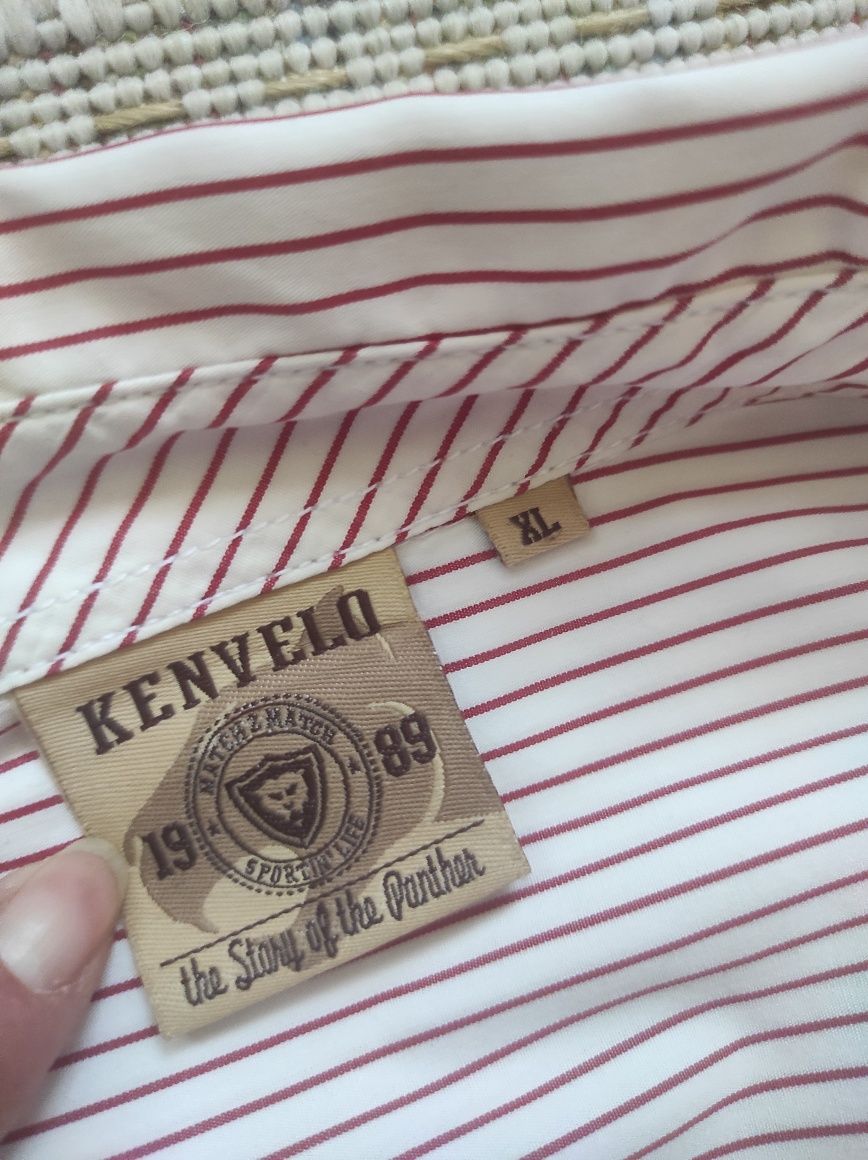 XL
KENVELO
MATCH 2 MATCH
19 89
SPORTIN' LIFE
the Story of the Panther